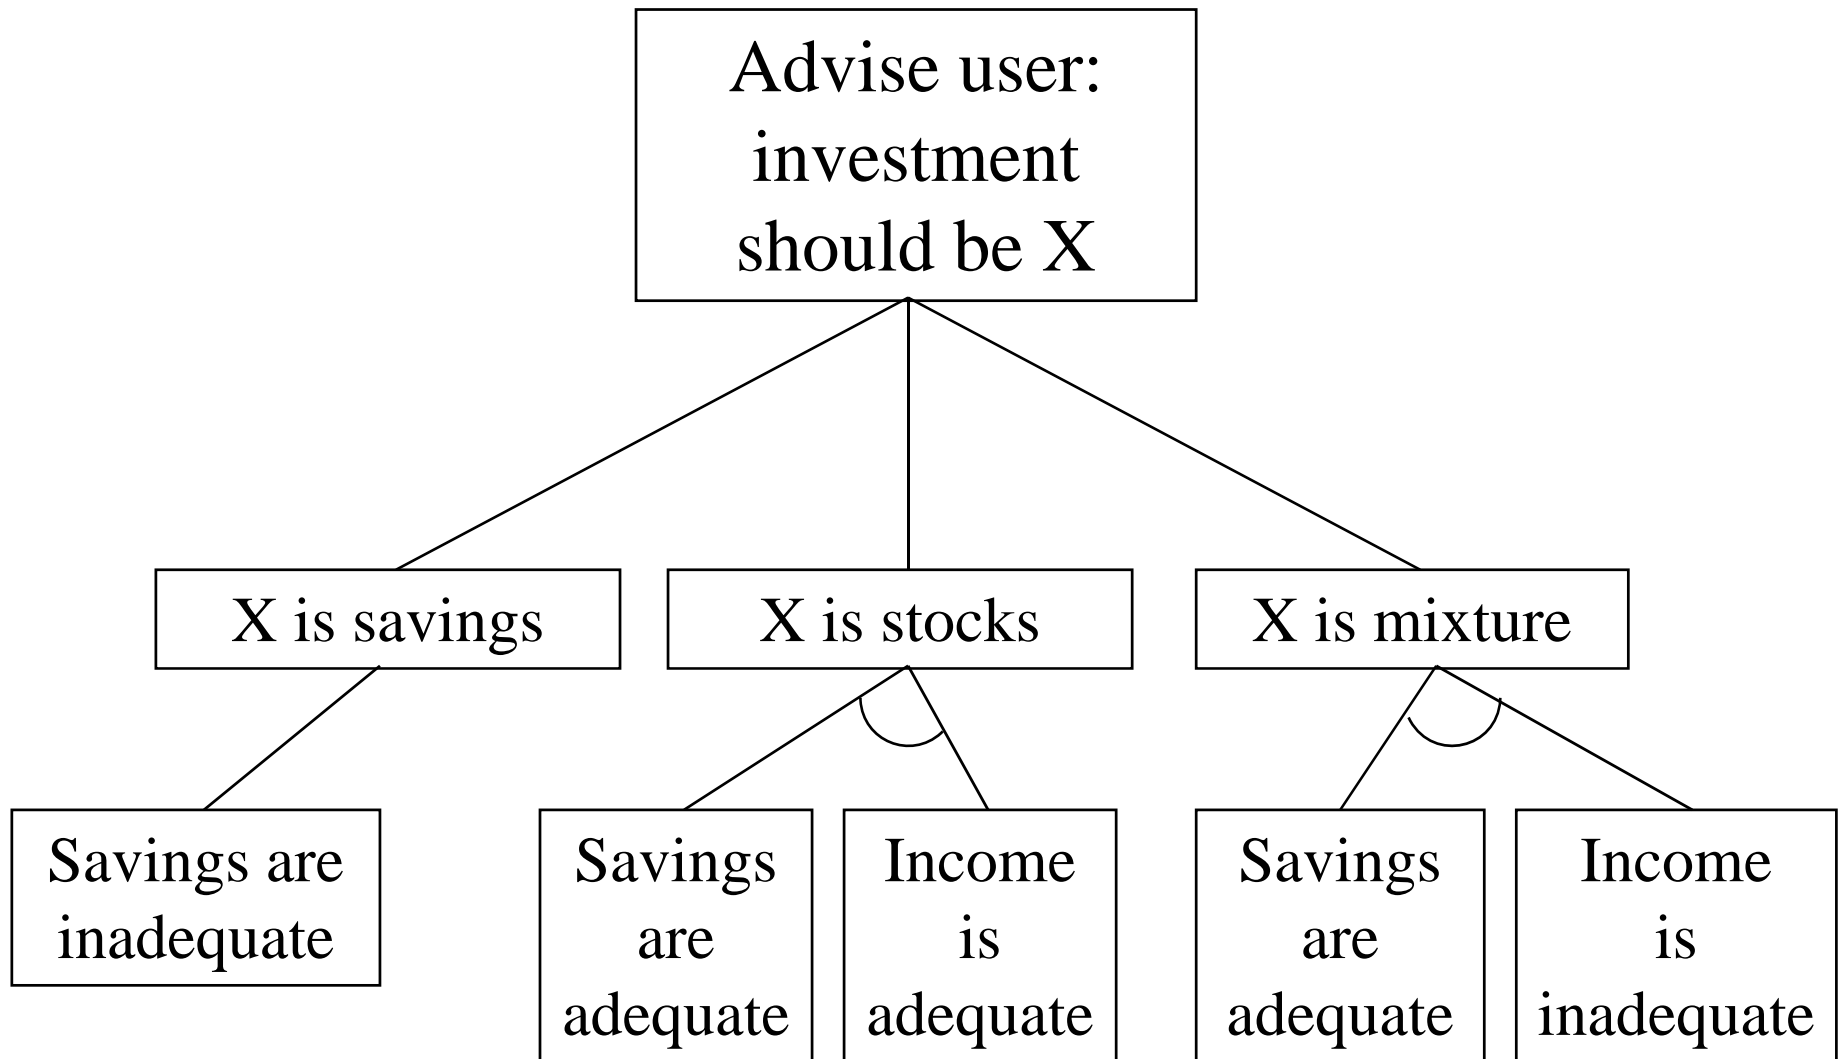 Advise user:
investment
should be X
X is savings
X is stocks
X is mixture
Savings are
inadequate
Savings
are
adequate
Income
is
adequate
Savings
are
adequate
Income
is
inadequate